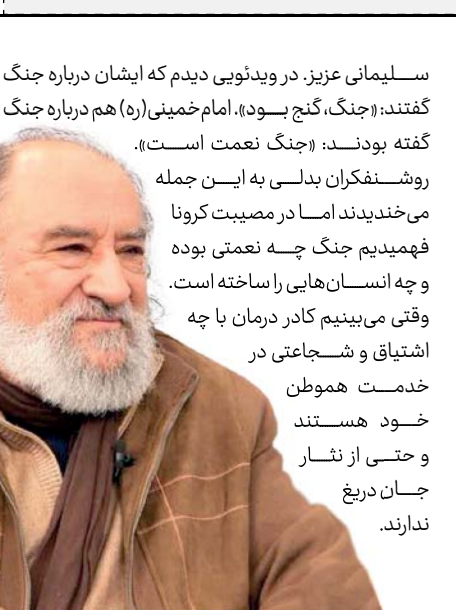 سلیمانی عزیز. در ویدئویی دیدم که ایشان درباره جنگ
گفتند: «جنگ، گنج بود». امام‌خمینی(ره) هم درباره جنگ
گفته بودند: «جنگ نعمت است».
روشنفکران بدلی به این جمله
می‌خندیدند اما در مصیبت کرونا
فهمیدیم جنگ چه نعمتی بوده
و چه انسان‌هایی را ساخته است.
وقتی می‌بینیم کادر درمان با چه
اشتیاق و شجاعتی در
خدمت هموطن
خود هستند
و حتی از نثار
جان دریغ
ندارند.